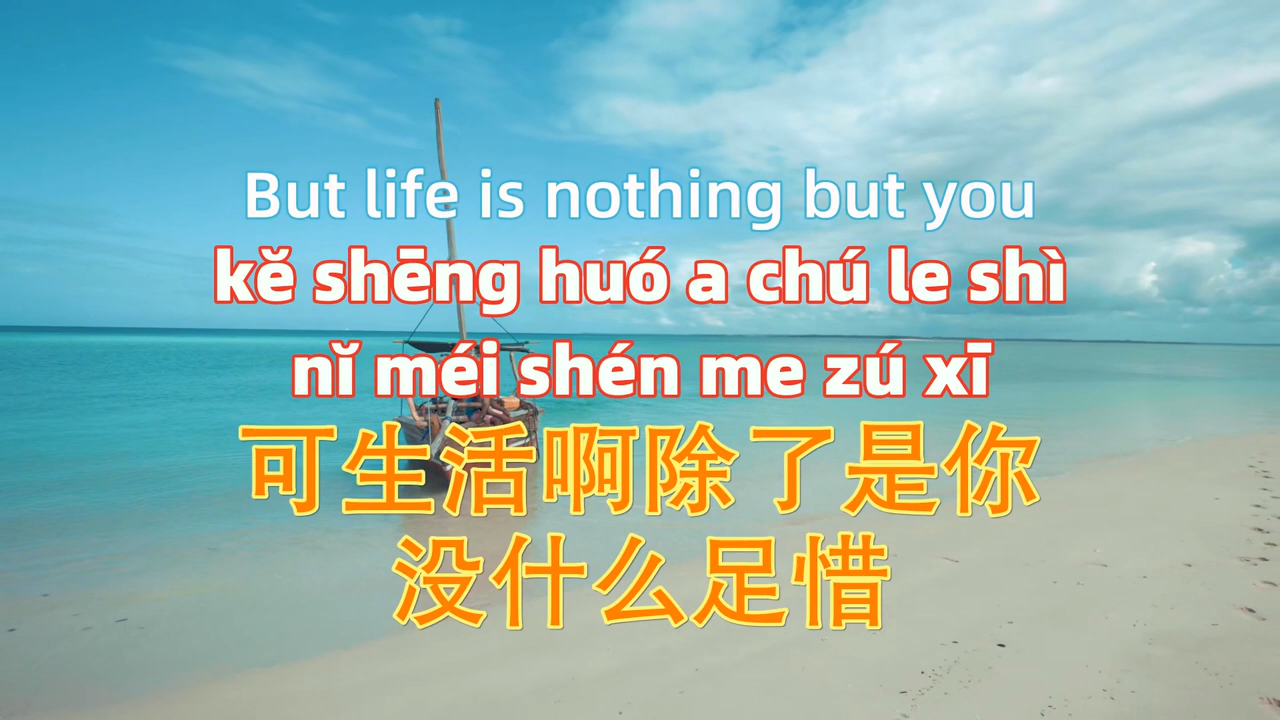 But life is nothing but you
kě shēng huó a chú le shì
nǐ méi shén me zú xī
可生活啊除了是你
没什么足惜